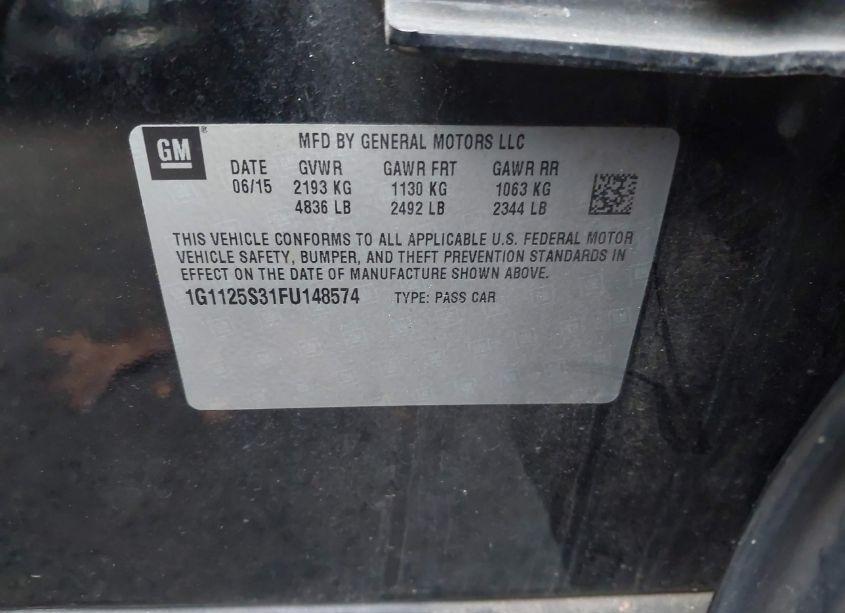 GM® MFD BY GENERAL MOTORS LLC
DATE GVWR GAWR FRT GAWR RR
06/15 2193 KG 1130 KG 1063 KG
4836 LB 2492 LB 2344 LB
THIS VEHICLE CONFORMS TO ALL APPLICABLE U.S. FEDERAL MOTOR
VEHICLE SAFETY, BUMPER, AND THEFT PREVENTION STANDARDS IN
EFFECT ON THE DATE OF MANUFACTURE SHOWN ABOVE.
1G1125S31FU148574 TYPE: PASS CAR